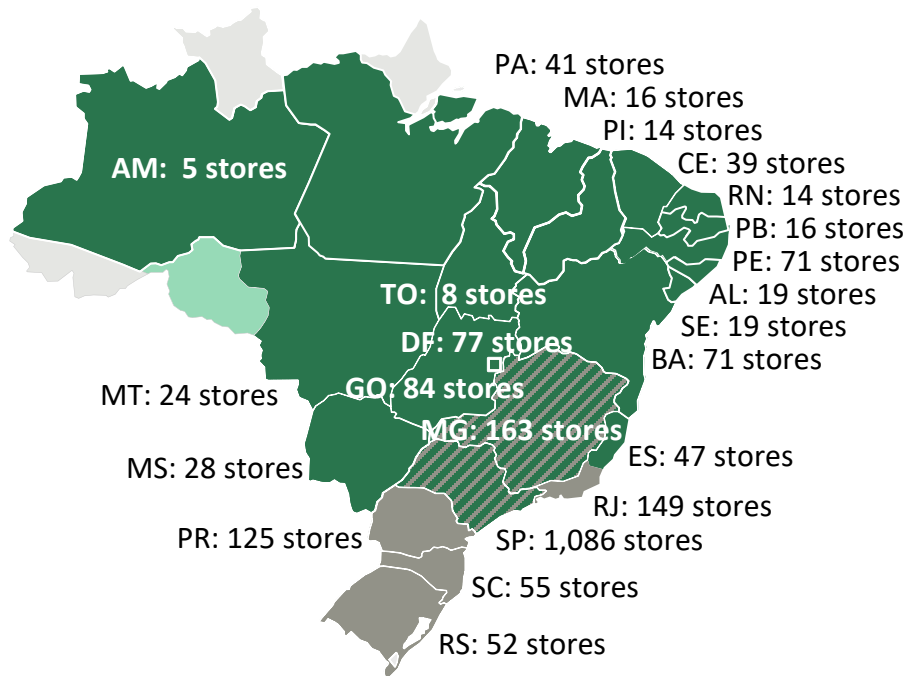 PA: 41 stores
MA: 16 stores
PI: 14 stores
CE: 39 stores
AM: 5 stores
RN: 14 stores
PB: 16 stores
PE: 71 stores
TO: 8 stores
AL: 19 stores
SE: 19 stores
DF: 77 stores
BA: 71 stores
MT: 24 stores
GO: 84 stores
MG: 163 stores
ES: 47 stores
MS: 28 stores
RJ: 149 stores
PR: 125 stores
SP: 1,086 stores
SC: 55 stores
RS: 52 stores